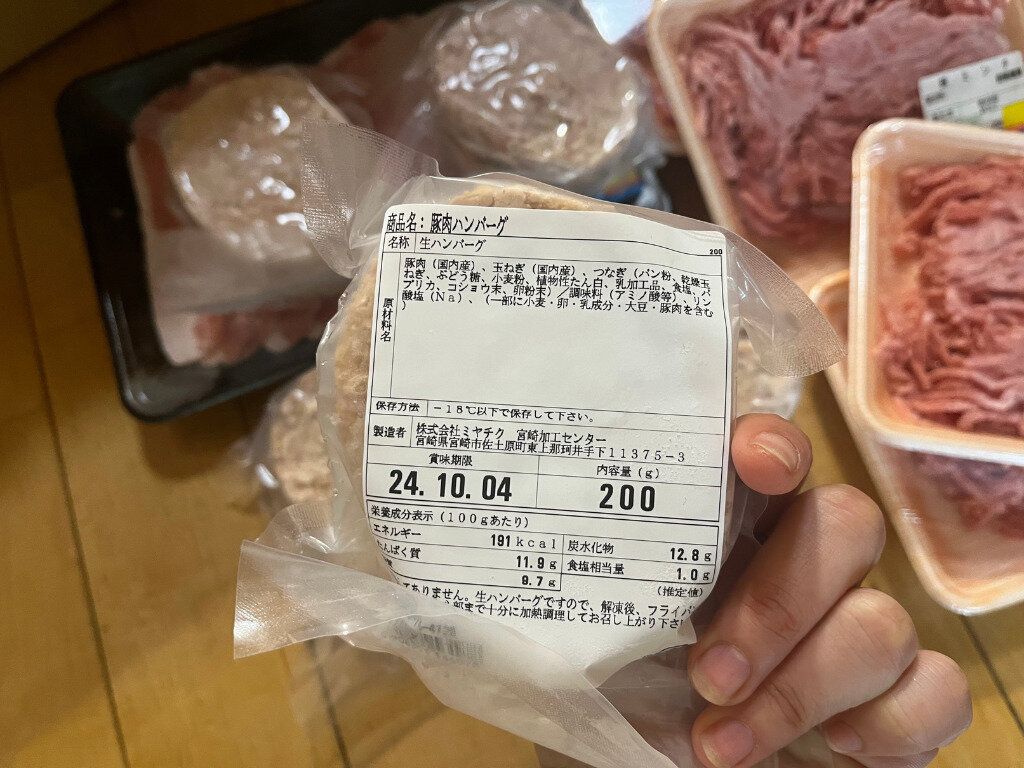 商品名：豚肉ハンバーグ
200
名称 生ハンバーグ
原材料名
豚肉（国内産）、玉ねぎ（国内産）、つなぎ（パン粉、乾燥玉
ねぎ、ぶどう糖、小麦粉、植物性たん白、乳加工品、食塩、パ
プリカ、コショウ末、卵粉末）／調味料（アミノ酸等）、リン
酸塩（Ｎａ）、（一部に小麦・卵・乳成分・大豆・豚肉を含む
）
保存方法 －１８℃以下で保存して下さい。
製造者 株式会社ミヤチク 宮崎加工センター
宮崎県宮崎市佐土原町東上那珂井手下１１３７５－３
賞味期限 内容量（ｇ）
24.10.04 200
栄養成分表示（１００ｇあたり）
エネルギー 191ｋｃａｌ 炭水化物 12.8ｇ
たんぱく質 11.9ｇ 食塩相当量 1.0ｇ
9.7ｇ （推定値）
てありません。生ハンバーグですので、解凍後、フライパ
部まで十分に加熱調理してお召し上がり下さ